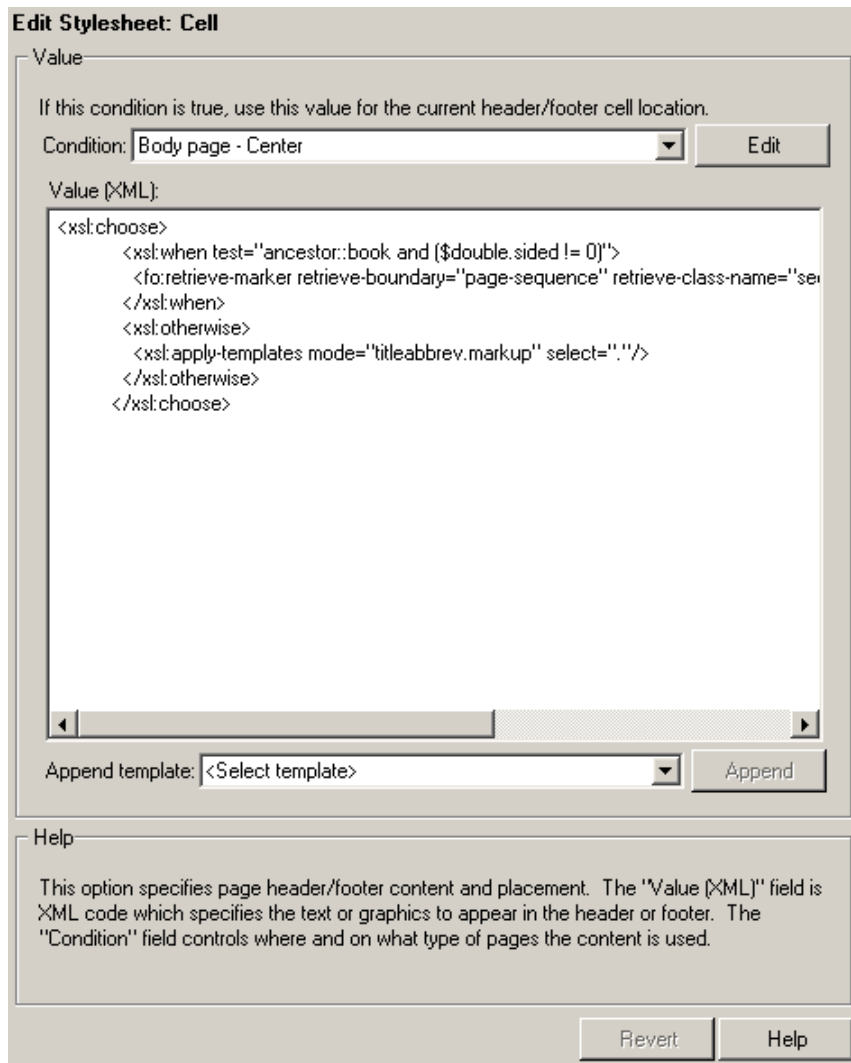 Edit Stylesheet: Cell
Value
If this condition is true, use this value for the current header/footer cell location.
Condition: Body page - Center Edit
Value (XML):
<xsl:choose>
<xsl:when test="ancestor::book and ($double.sided != 0)">
<fo:retrieve-marker retrieve-boundary="page-sequence" retrieve-class-name="se
</xsl:when>
<xsl:otherwise>
<xsl:apply-templates mode="titleabbrev.markup" select="."/>
</xsl:otherwise>
</xsl:choose>
Append template: <Select template> Append
Help
This option specifies page header/footer content and placement.  The "Value (XML)" field is
XML code which specifies the text or graphics to appear in the header or footer.  The
"Condition" field controls where and on what type of pages the content is used.
Revert Help